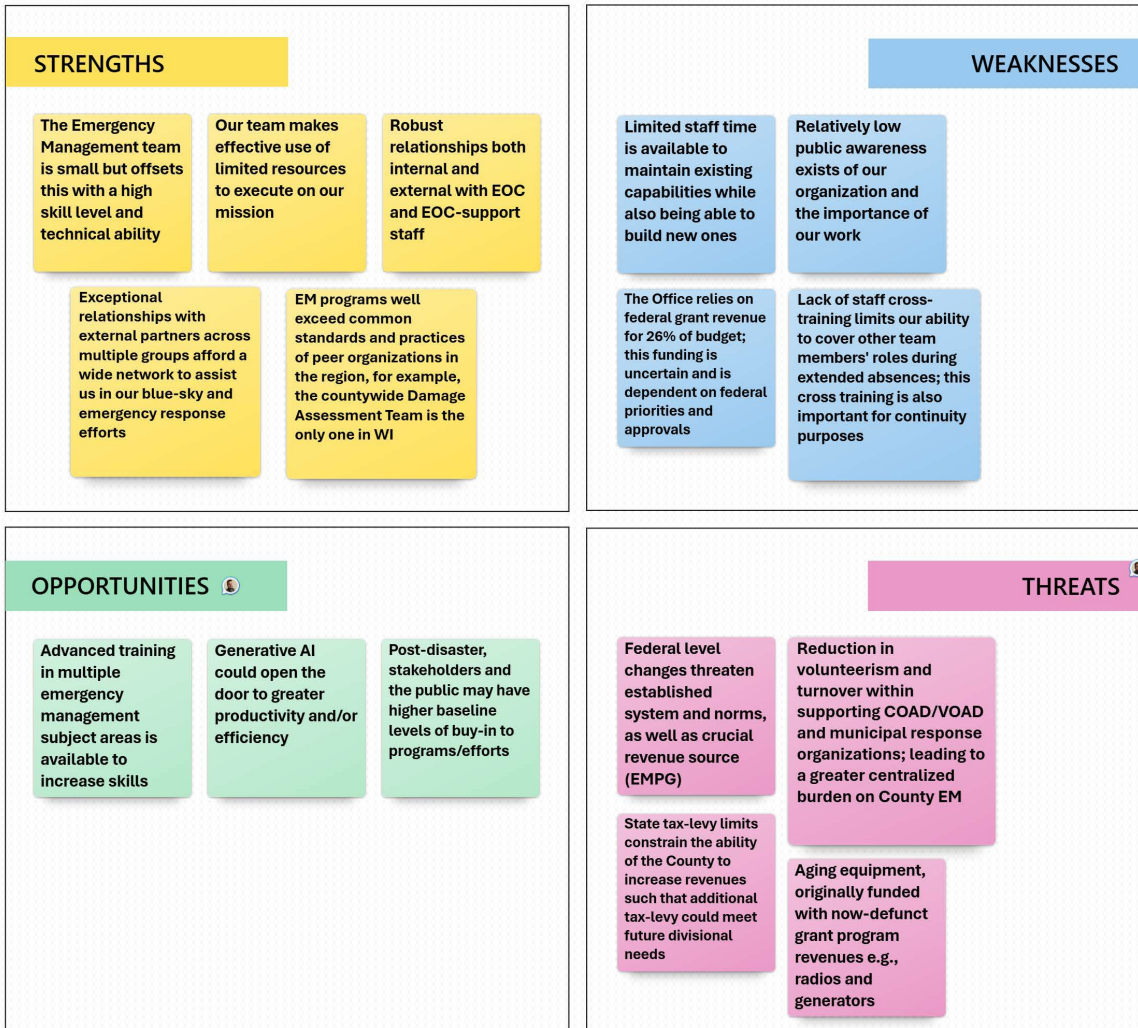 STRENGTHS
The Emergency
Management team
is small but offsets
this with a high
skill level and
technical ability
Our team makes
effective use of
limited resources
to execute on our
mission
Robust
relationships both
internal and
external with EOC
and EOC-support
staff
Exceptional
relationships with
external partners across
multiple groups afford a
wide network to assist
us in our blue-sky and
emergency response
efforts
EM programs well
exceed common
standards and practices
of peer organizations in
the region, for example,
the countywide Damage
Assessment Team is the
only one in WI
WEAKNESSES
Limited staff time
is available to
maintain existing
capabilities while
also being able to
build new ones
Relatively low
public awareness
exists of our
organization and
the importance of
our work
The Office relies on
federal grant revenue
for 26% of budget;
this funding is
uncertain and is
dependent on federal
priorities and
approvals
Lack of staff cross-
training limits our ability
to cover other team
members' roles during
extended absences; this
cross training is also
important for continuity
purposes
OPPORTUNITIES
Advanced training
in multiple
emergency
management
subject areas is
available to
increase skills
Generative AI
could open the
door to greater
productivity and/or
efficiency
Post-disaster,
stakeholders and
the public may have
higher baseline
levels of buy-in to
programs/efforts
THREATS
Federal level
changes threaten
established
system and norms,
as well as crucial
revenue source
(EMPG)
Reduction in
volunteerism and
turnover within
supporting COAD/VOAD
and municipal response
organizations; leading to
a greater centralized
burden on County EM
State tax-levy limits
constrain the ability
of the County to
increase revenues
such that additional
tax-levy could meet
future divisional
needs
Aging equipment,
originally funded
with now-defunct
grant program
revenues e.g.,
radios and
generators